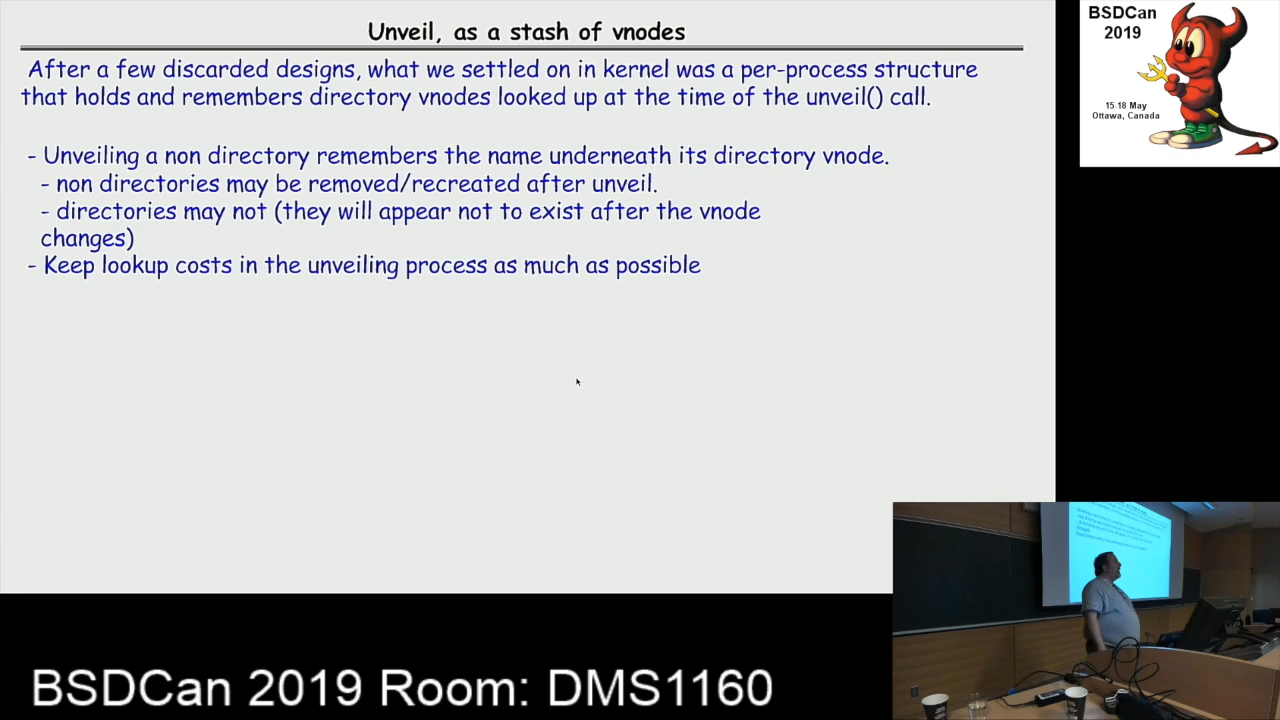 Unveil, as a stash of vnodes
After a few discarded designs, what we settled on in kernel was a per-process structure
that holds and remembers directory vnodes looked up at the time of the unveil() call.
- Unveiling a non directory remembers the name underneath its directory vnode.
- non directories may be removed/recreated after unveil.
- directories may not (they will appear not to exist after the vnode
changes)
- Keep lookup costs in the unveiling process as much as possible
BSDCan
2019
15-18 May
Ottawa, Canada
BSDCan 2019 Room: DMS1160